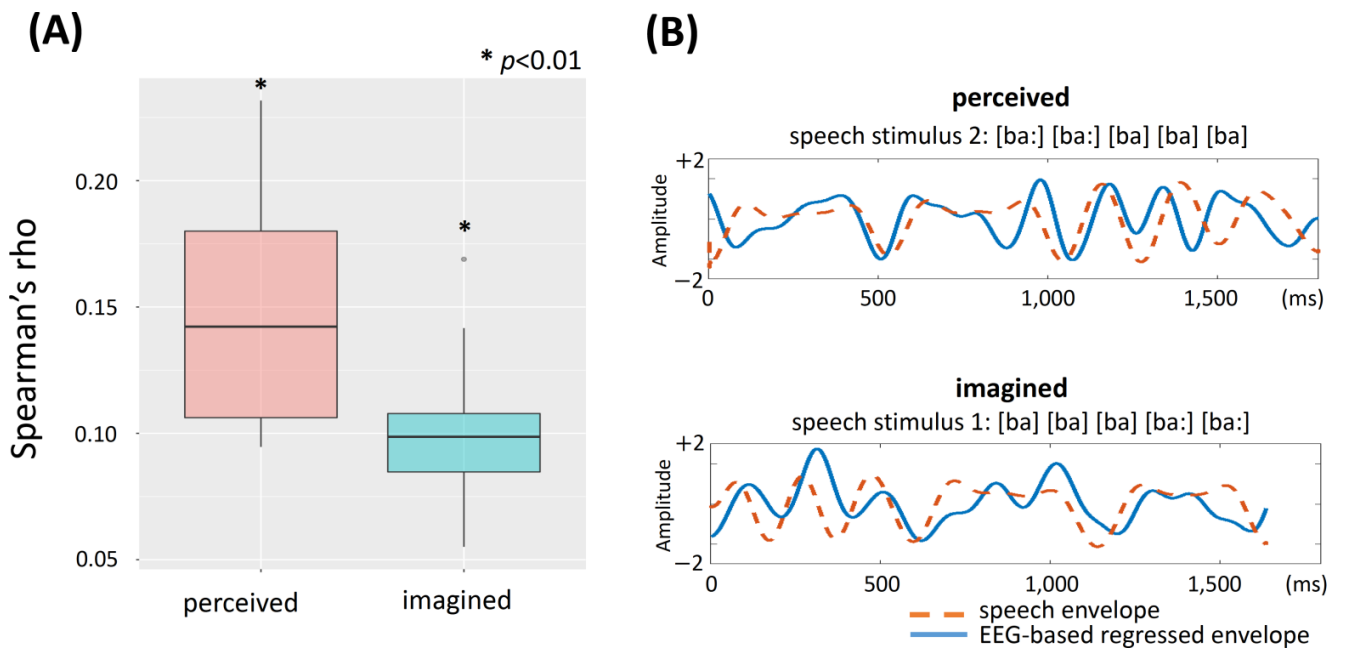 (A)
* p<0.01
*
*
Spearman's rho
0.20
0.15
0.10
0.05
perceived
imagined
(B)
perceived
speech stimulus 2: [ba:] [ba:] [ba] [ba] [ba]
+2
Amplitude
−2
0 500 1,000 1,500 (ms)
imagined
speech stimulus 1: [ba] [ba] [ba] [ba:] [ba:]
+2
Amplitude
−2
0 500 1,000 1,500 (ms)
speech envelope
EEG-based regressed envelope